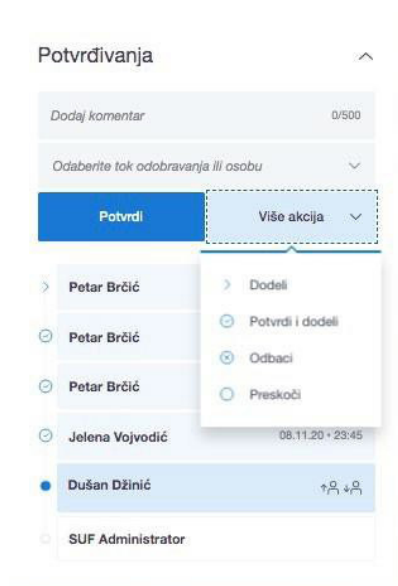 Potvrđivanja
Dodaj komentar 0/500
Odaberite tok odobravanja ili osobu
Potvrdi Više akcija
Petar Brčić Dodeli
Petar Brčić Potvrdi i dodeli
Odbaci
Petar Brčić Preskoči
Jelena Vojvodić 08.11.20 • 23:45
Dušan Džinić
SUF Administrator